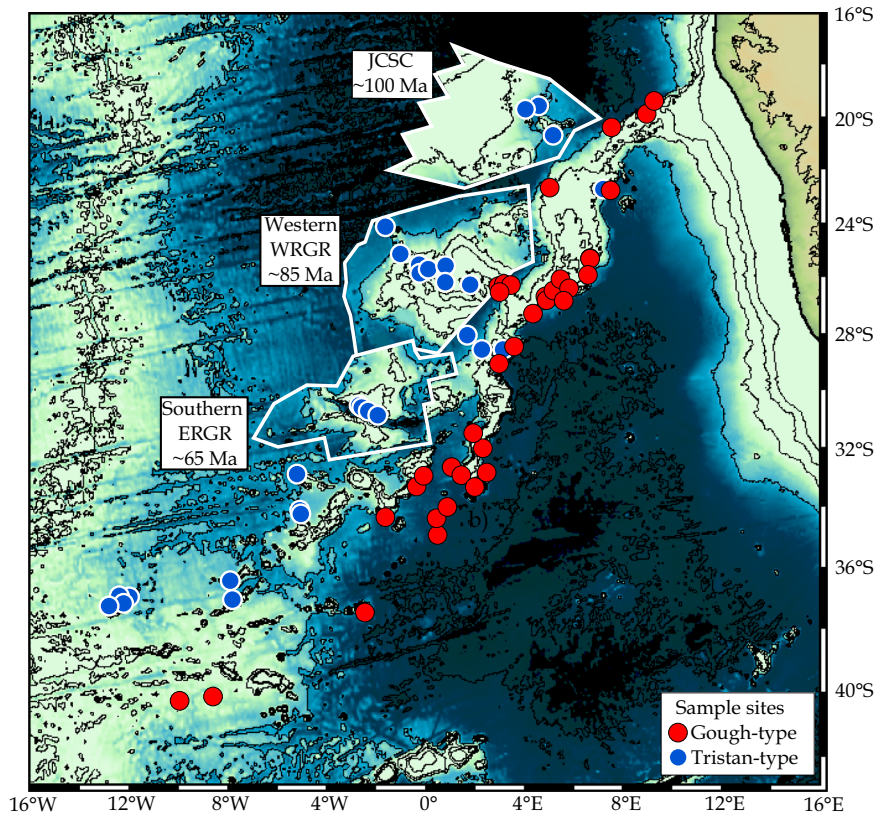 16°S
JCSC
~100 Ma
20°S
Western
WRGR
~85 Ma
24°S
28°S
Southern
ERGR
~65 Ma
32°S
b)
36°S
40°S
Sample sites
Gough-type
Tristan-type
16°W 12°W 8°W 4°W 0° 4°E 8°E 12°E 16°E